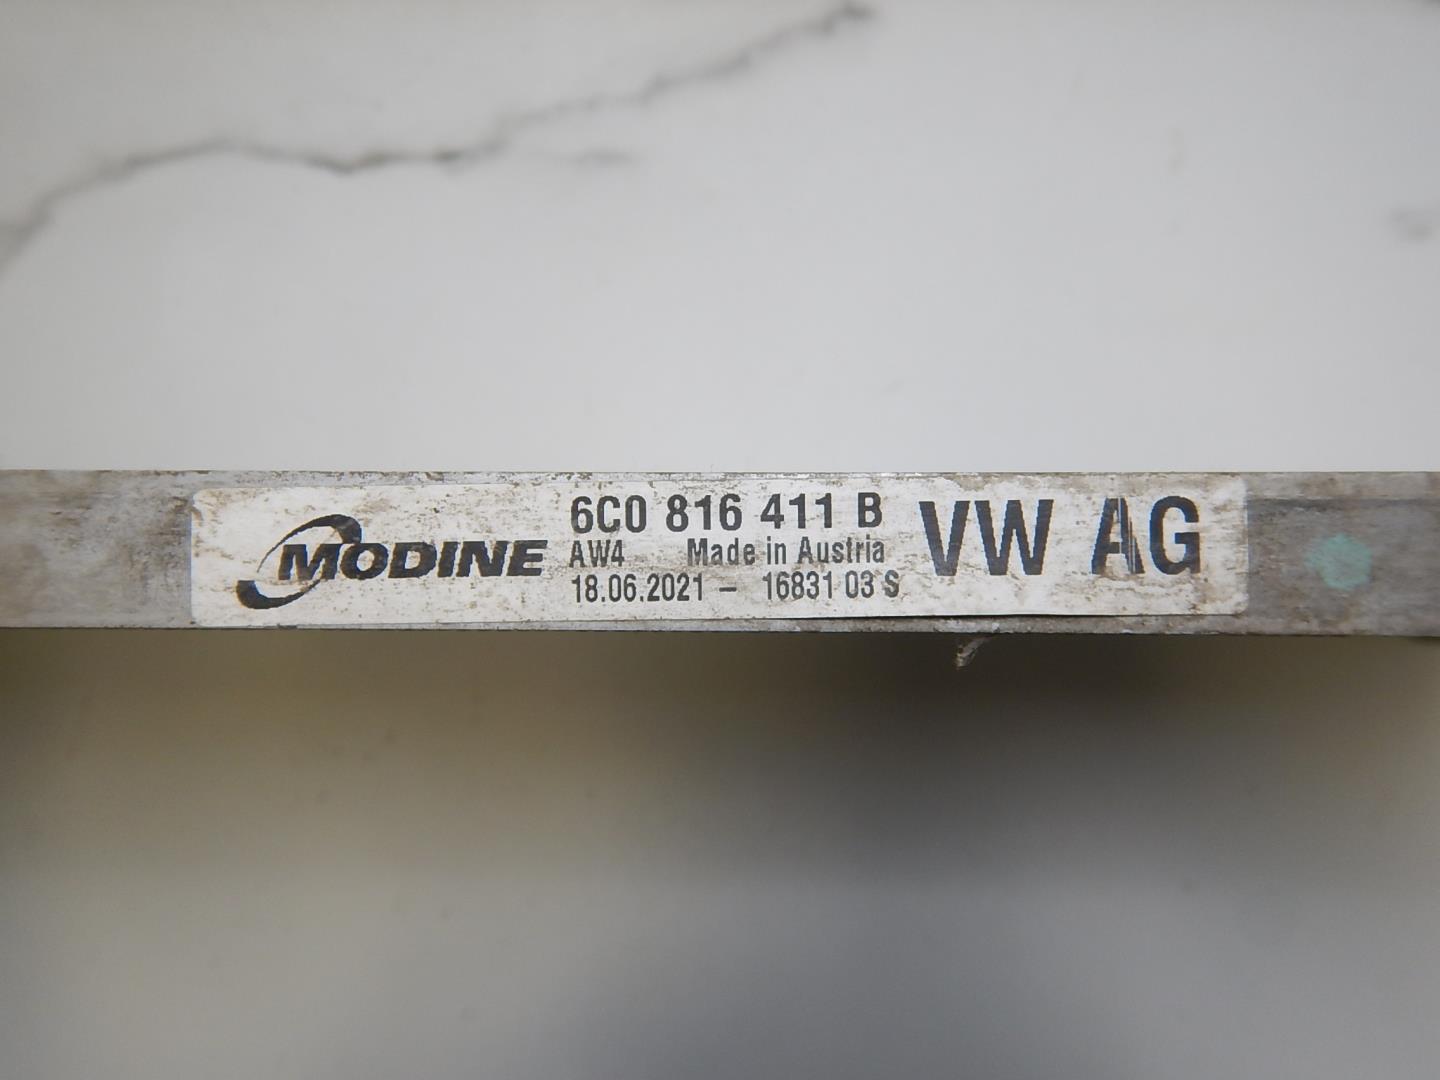 MODINE
6C0 816 411 B
AW4 Made in Austria
18.06.2021 – 16831 03 S
VW AG